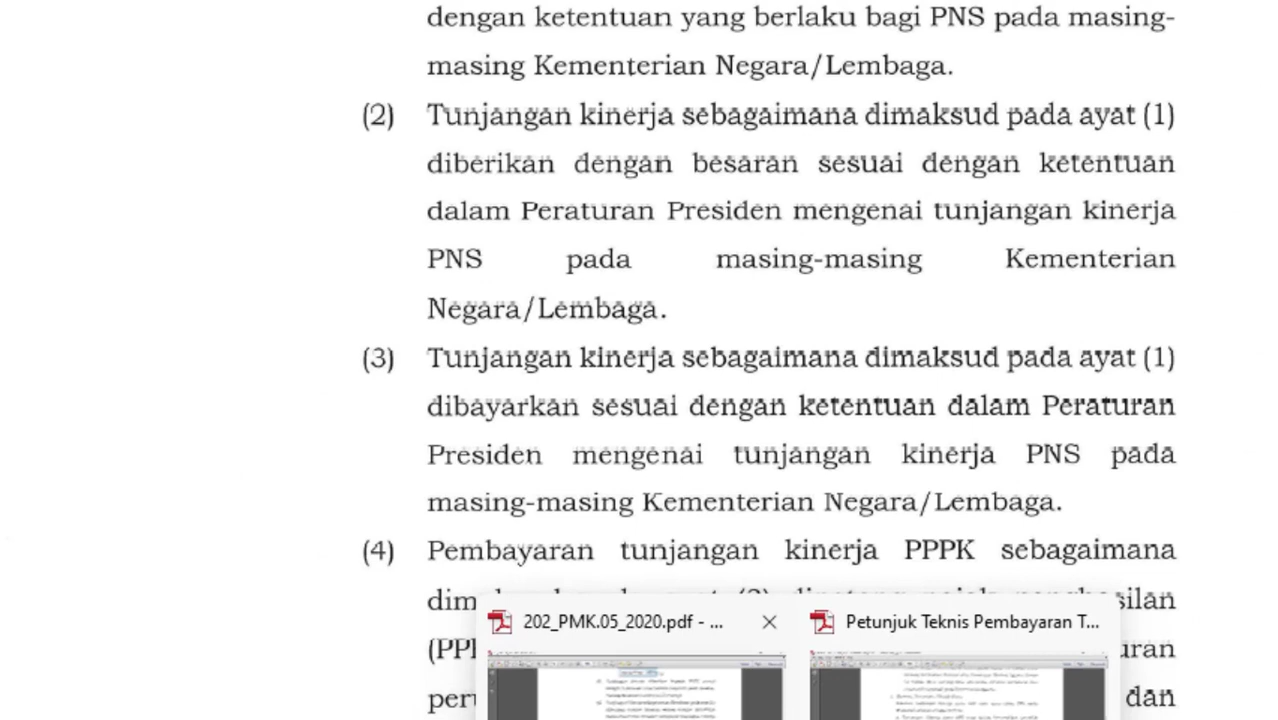 dengan ketentuan yang berlaku bagi PNS pada masing-
masing Kementerian Negara/Lembaga.
(2) Tunjangan kinerja sebagaimana dimaksud pada ayat (1)
diberikan dengan besaran sesuai dengan ketentuan
dalam Peraturan Presiden mengenai tunjangan kinerja
PNS pada masing-masing Kementerian
Negara/Lembaga.
(3) Tunjangan kinerja sebagaimana dimaksud pada ayat (1)
dibayarkan sesuai dengan ketentuan dalam Peraturan
Presiden mengenai tunjangan kinerja PNS pada
masing-masing Kementerian Negara/Lembaga.
(4) Pembayaran tunjangan kinerja PPPK sebagaimana
202_PMK.05_2020.pdf - ...
Petunjuk Teknis Pembayaran T...
dan